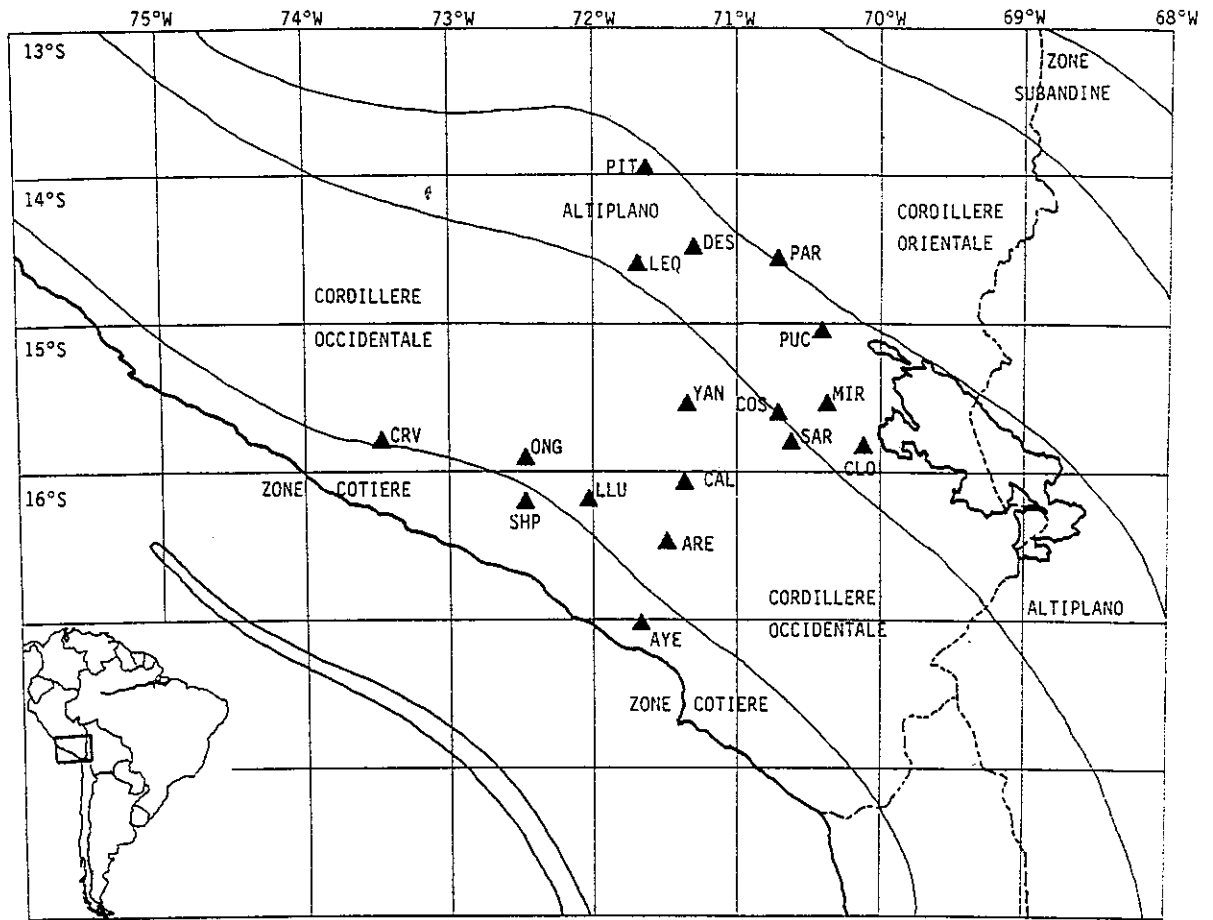 75°W 74°W 73°W 72°W 71°W 70°W 69°W 68°W
13°S
ZONE
SUBANDINE
PIT
14°S
ALTIPLANO
CORDILLERE
ORIENTALE
DES
PAR
LEQ
CORDILLERE
OCCIDENTALE
15°S
PUC
YAN
COS
MIR
CRV
ONG
SAR
CLO
16°S
ZONE COTIERE
LLU
CAL
SHP
ARE
CORDILLERE
OCCIDENTALE
ALTIPLANO
AYE
ZONE COTIERE